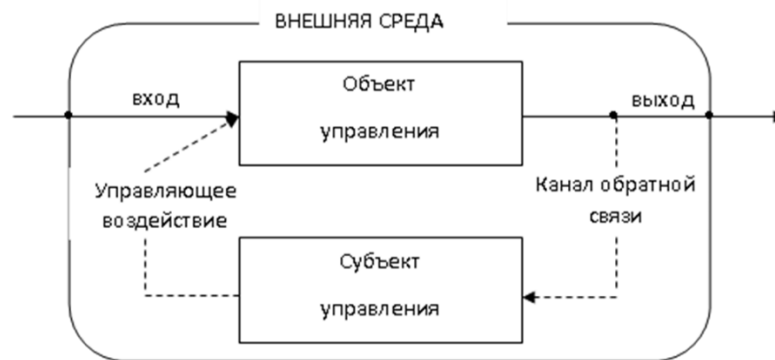 ВНЕШНЯЯ СРЕДА
вход
Объект
управления
выход
Управляющее
воздействие
Канал обратной
связи
Субъект
управления